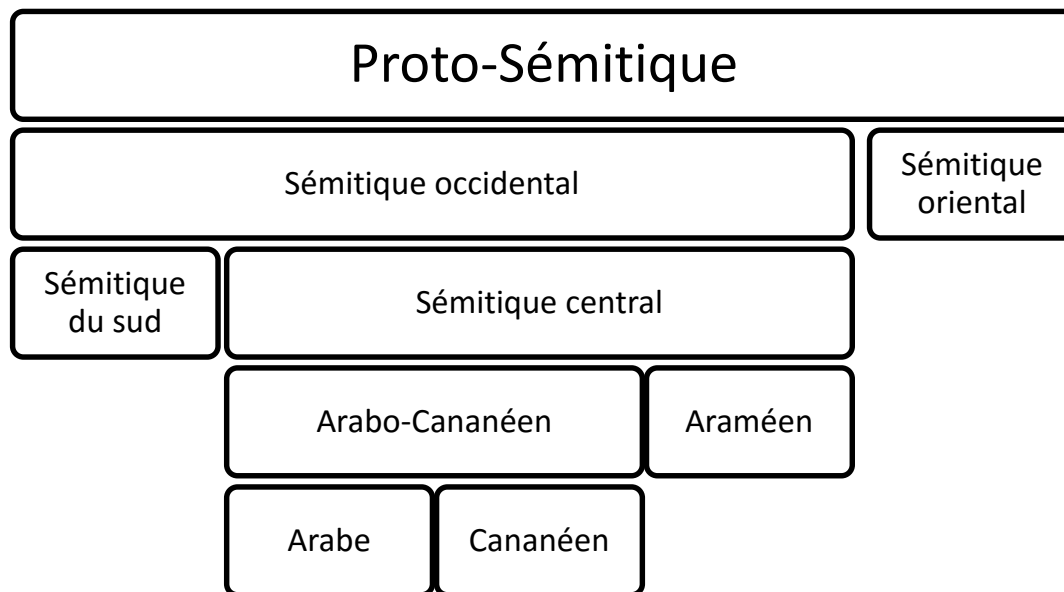 Proto-Sémitique
Sémitique occidental
Sémitique
oriental
Sémitique
du sud
Sémitique central
Arabo-Cananéen
Araméen
Arabe
Cananéen